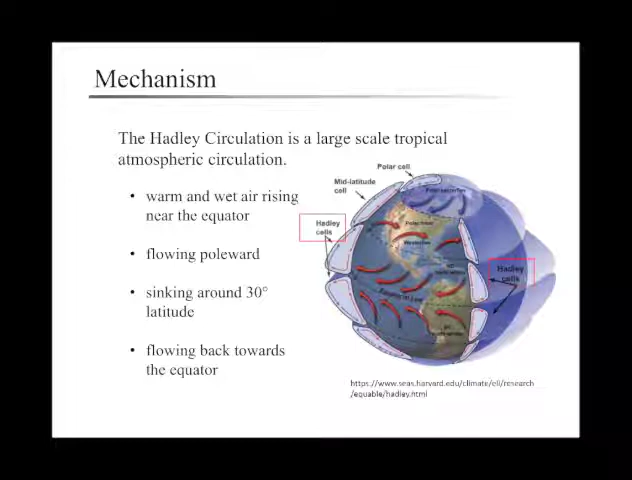 Mechanism
The Hadley Circulation is a large scale tropical
atmospheric circulation.
• warm and wet air rising
near the equator
• flowing poleward
• sinking around 30°
latitude
• flowing back towards
the equator
Polar cell
Mid-latitude
cell
Hadley
cells
Westerlies
Hadley
cells
https://www.seas.harvard.edu/climate/eli/research
/equable/hadley.html